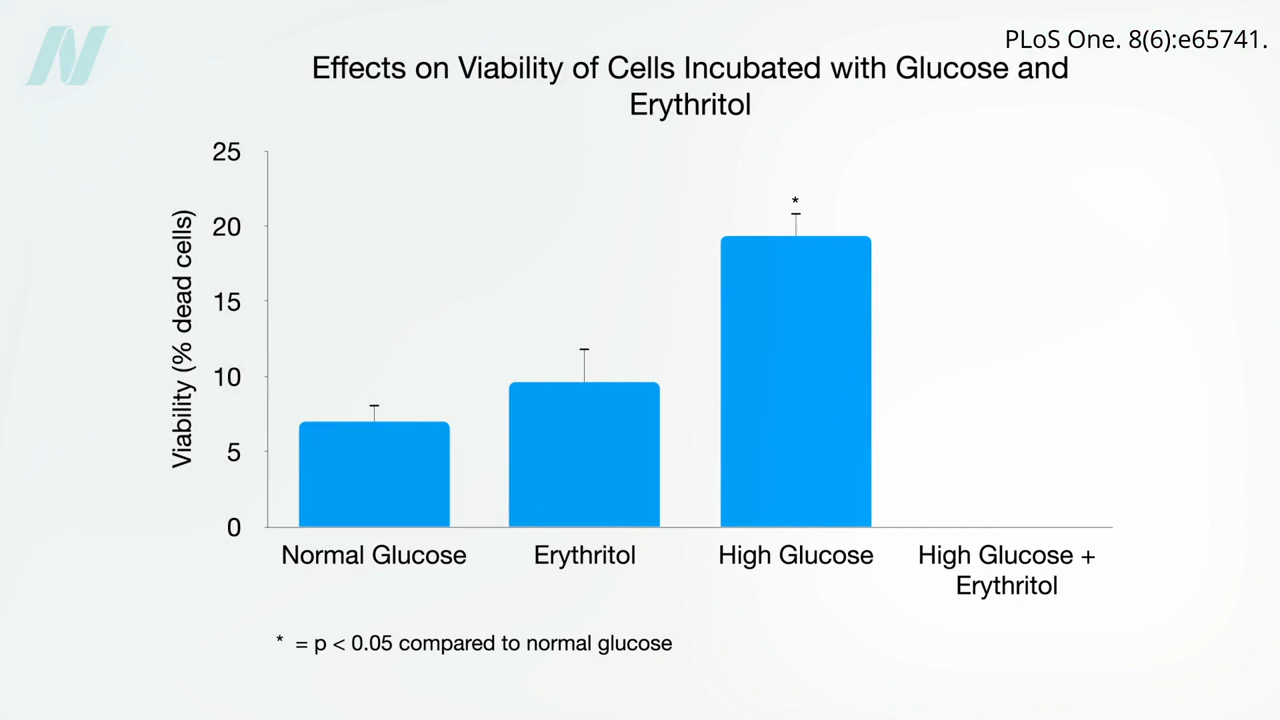 PLoS One. 8(6):e65741.
Effects on Viability of Cells Incubated with Glucose and
Erythritol
Viability (% dead cells)
25
20
15
10
5
0
*
Normal Glucose
Erythritol
High Glucose
High Glucose +
Erythritol
* = p < 0.05 compared to normal glucose